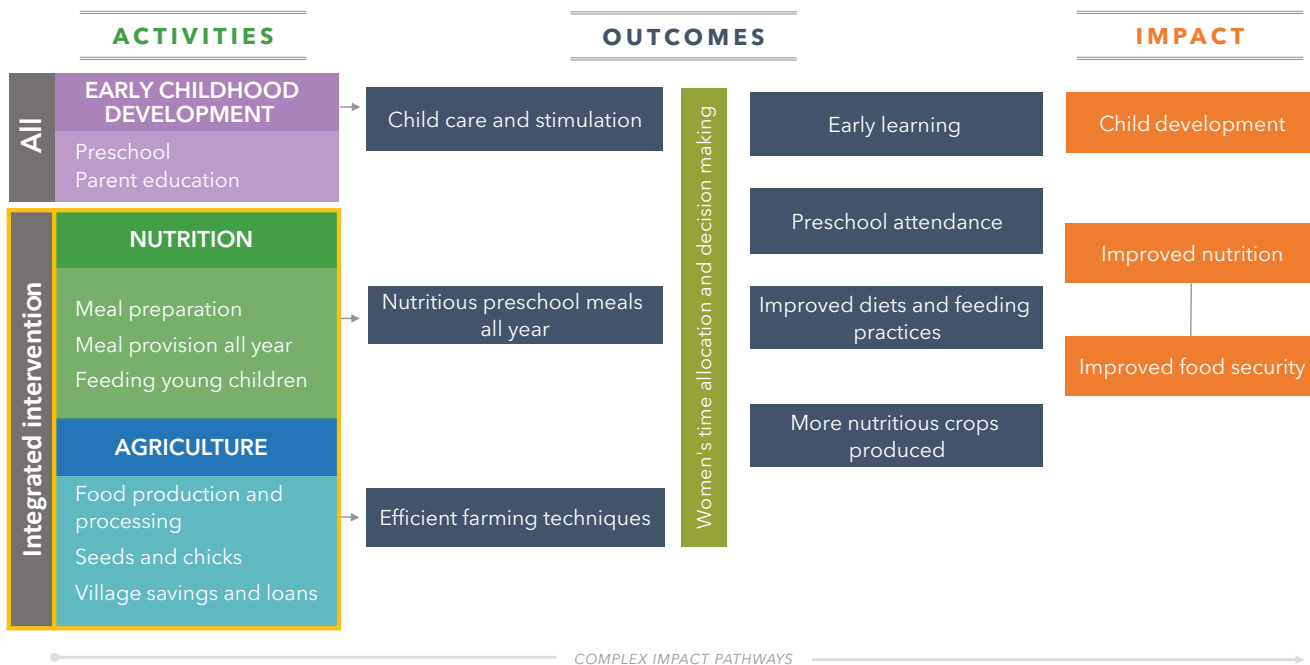 ACTIVITIES
OUTCOMES
IMPACT
All
EARLY CHILDHOOD
DEVELOPMENT
Preschool
Parent education
Integrated intervention
NUTRITION
Meal preparation
Meal provision all year
Feeding young children
AGRICULTURE
Food production and
processing
Seeds and chicks
Village savings and loans
Child care and stimulation
Nutritious preschool meals
all year
Efficient farming techniques
Women's time allocation and decision making
Early learning
Preschool attendance
Improved diets and feeding
practices
More nutritious crops
produced
Child development
Improved nutrition
Improved food security
COMPLEX IMPACT PATHWAYS